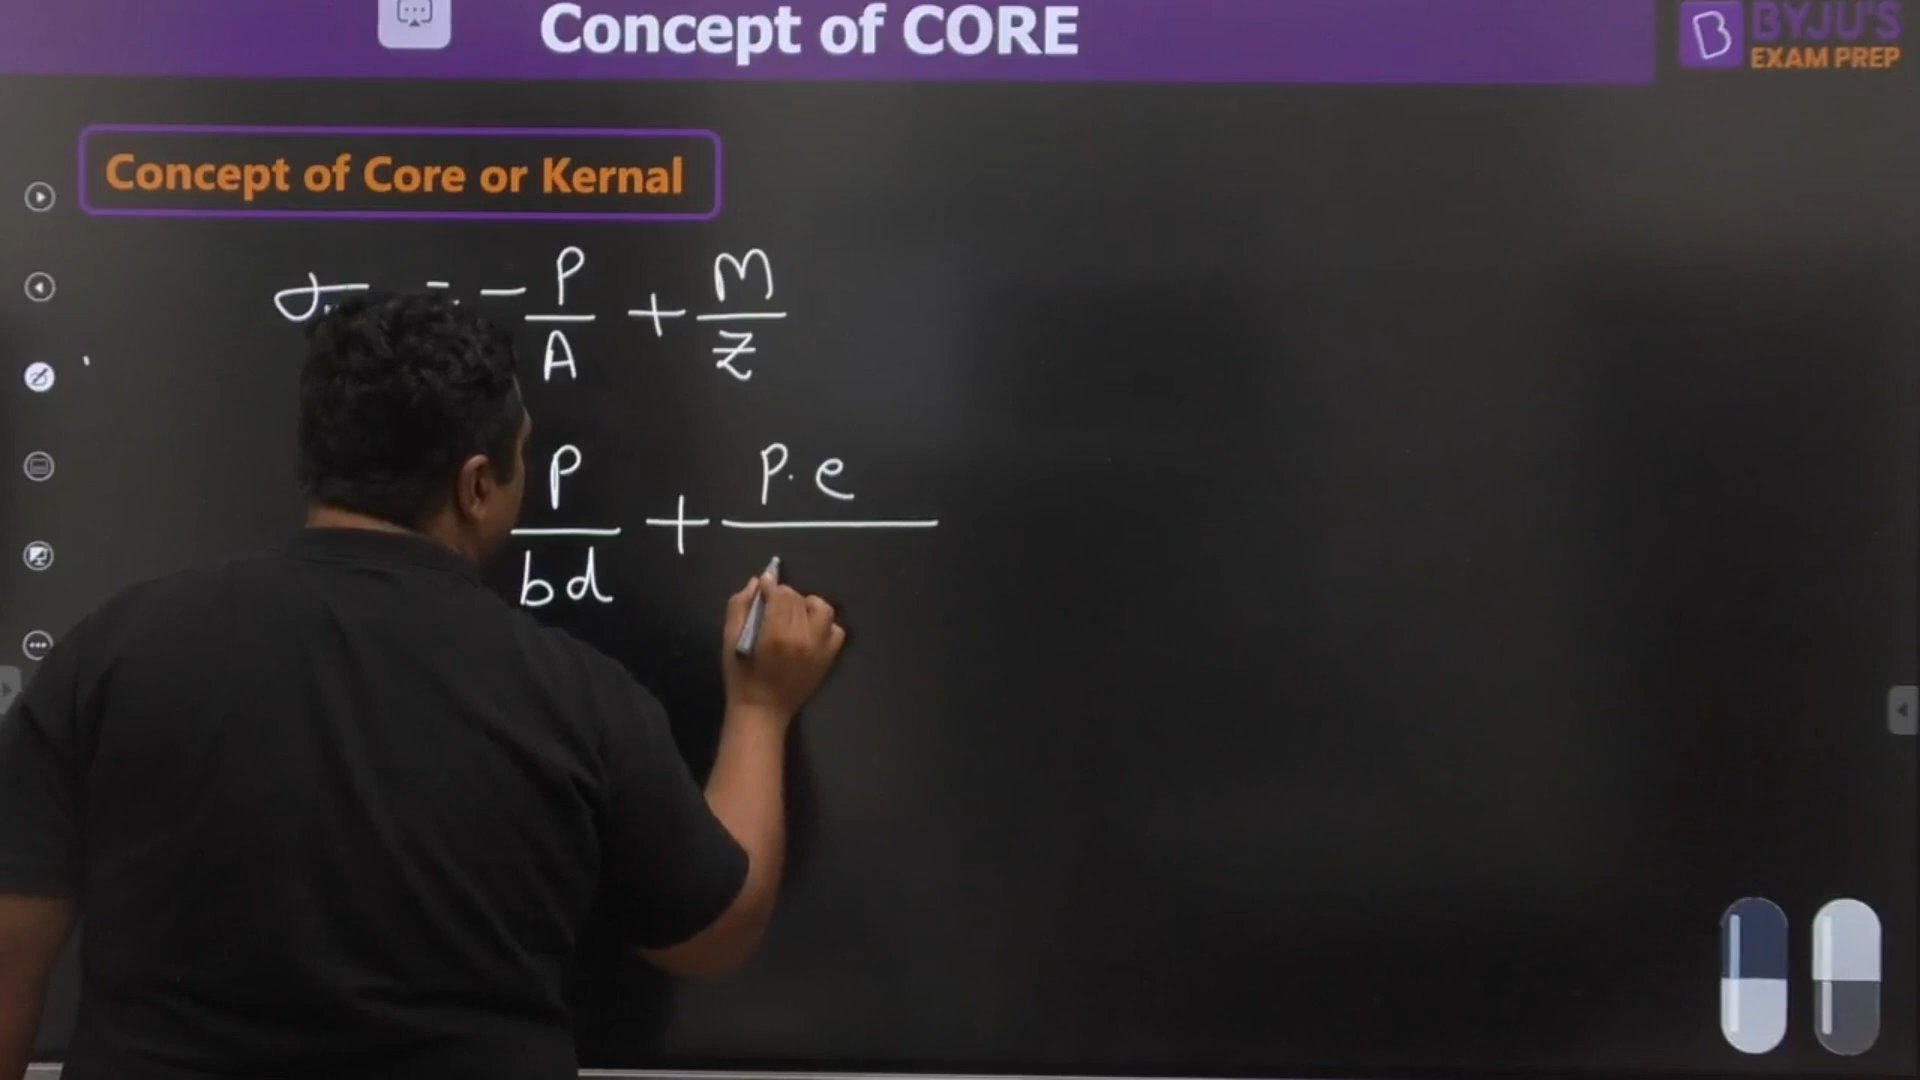 Concept of CORE
BYJU'S
EXAM PREP
Concept of Core or Kernal
= - P/A + M/Z
P/bd + P.e